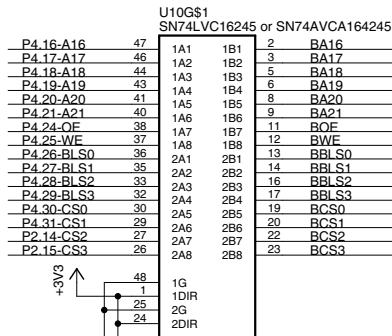 U10G$1
SN74LVC16245 or SN74AVCA164245
P4.16-A16 47 1A1 1B1 2 BA16
P4.17-A17 46 1A2 1B2 3 BA17
P4.18-A18 44 1A3 1B3 5 BA18
P4.19-A19 43 1A4 1B4 6 BA19
P4.20-A20 41 1A5 1B5 8 BA20
P4.21-A21 40 1A6 1B6 9 BA21
P4.24-OE 38 1A7 1B7 11 BOE
P4.25-WE 37 1A8 1B8 12 BWE
P4.26-BLS0 36 2A1 2B1 13 BBLS0
P4.27-BLS1 35 2A2 2B2 14 BBLS1
P4.28-BLS2 33 2A3 2B3 16 BBLS2
P4.29-BLS3 32 2A4 2B4 17 BBLS3
P4.30-CS0 30 2A5 2B5 19 BCS0
P4.31-CS1 29 2A6 2B6 20 BCS1
P2.14-CS2 27 2A7 2B7 22 BCS2
P2.15-CS3 26 2A8 2B8 23 BCS3
+3V3
48 1G
1 1DIR
25 2G
24 2DIR